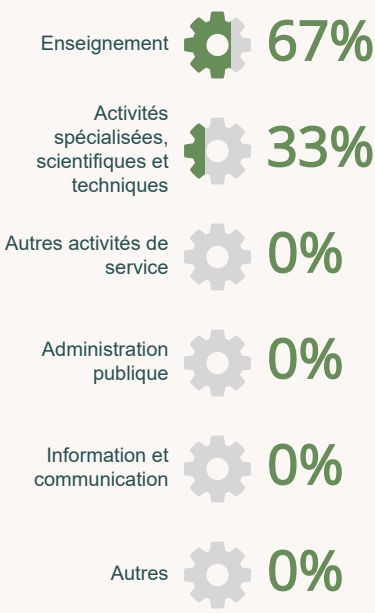 Enseignement
67%
Activités
spécialisées,
scientifiques et
techniques
33%
Autres activités de
service
0%
Administration
publique
0%
Information et
communication
0%
Autres
0%